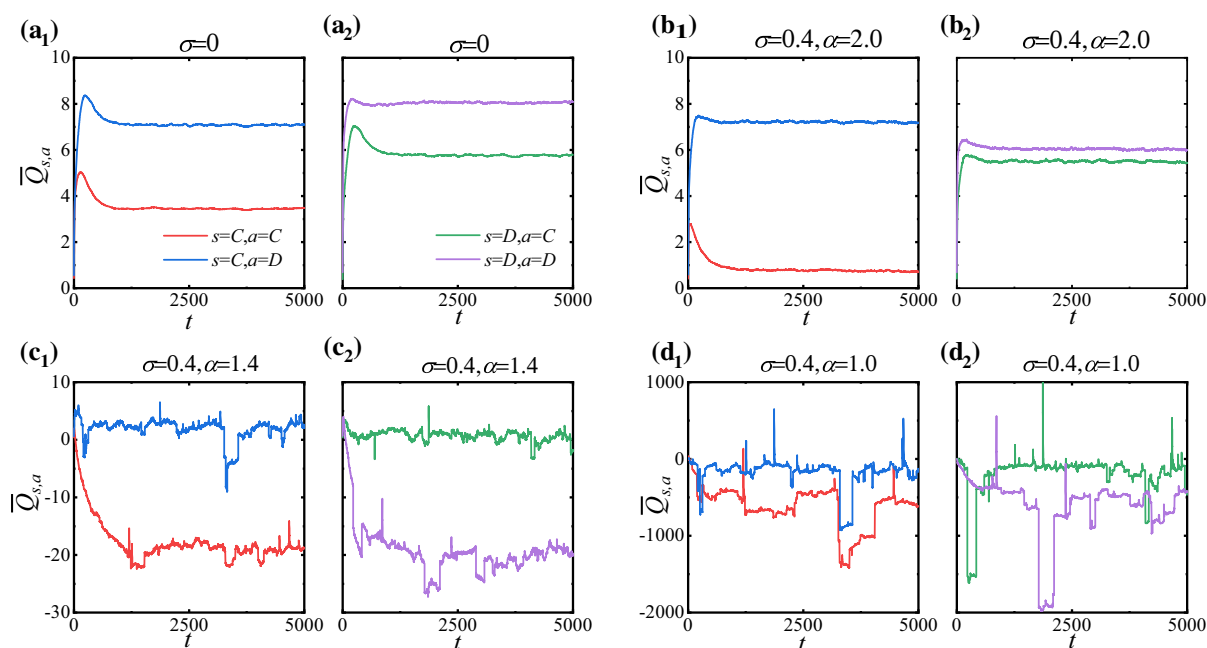 (a₁)
σ=0
(a₂)
σ=0
(b₁)
σ=0.4,α=2.0
(b₂)
σ=0.4,α=2.0
10
8
6
4
2
0
Q̅s,a
s=C,a=C
s=C,a=D
0
2500
5000
t
s=D,a=C
s=D,a=D
0
2500
5000
t
10
8
6
4
2
0
Q̅s,a
0
2500
5000
t
0
2500
5000
t
(c₁)
σ=0.4,α=1.4
(c₂)
σ=0.4,α=1.4
(d₁)
σ=0.4,α=1.0
(d₂)
σ=0.4,α=1.0
10
0
-10
-20
-30
Q̅s,a
0
2500
5000
t
0
2500
5000
t
1000
0
-1000
-2000
Q̅s,a
0
2500
5000
t
0
2500
5000
t